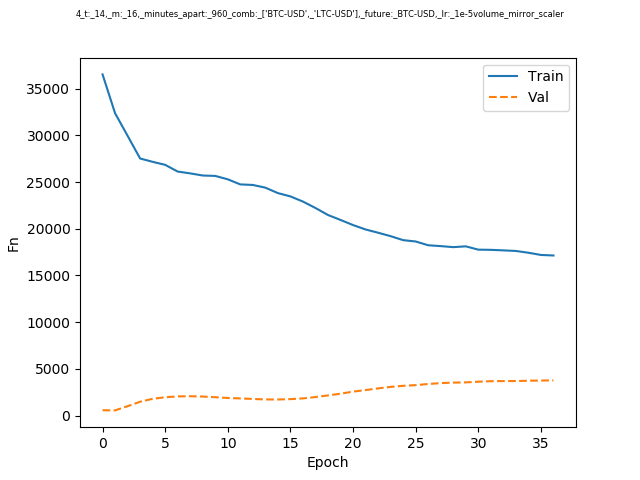 4_t:_14,_m:_16,_minutes_apart:_960_comb:_['BTC-USD',_'LTC-USD'],_future:_BTC-USD,_lr:_1e-5volume_mirror_scaler
Train
Val
35000
30000
25000
20000
15000
10000
5000
0
Fn
0 5 10 15 20 25 30 35
Epoch